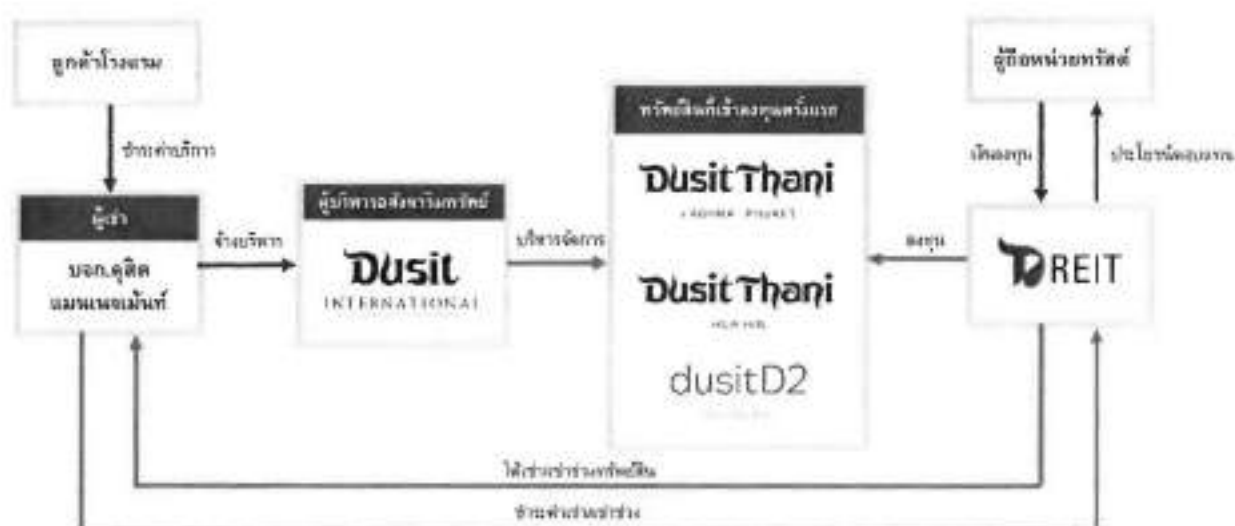 ลูกค้าโรงแรม
ชำระค่าบริการ
ผู้เช่า
บจก.ดุสิต
แมนเนจเม้นท์
จ้างบริหาร
ผู้บริหารอสังหาริมทรัพย์
Dusit
INTERNATIONAL
บริหารจัดการ
ทรัพย์สินที่เข้าลงทุนครั้งแรก
Dusit Thani
LAGUNA PHUKET
Dusit Thani
HUA HIN
dusitD2
ลงทุน
ผู้ถือหน่วยทรัสต์
เงินลงทุน
ประโยชน์ตอบแทน
DREIT
ให้เช่าช่วงทรัพย์สิน
ชำระค่าเช่าช่วง